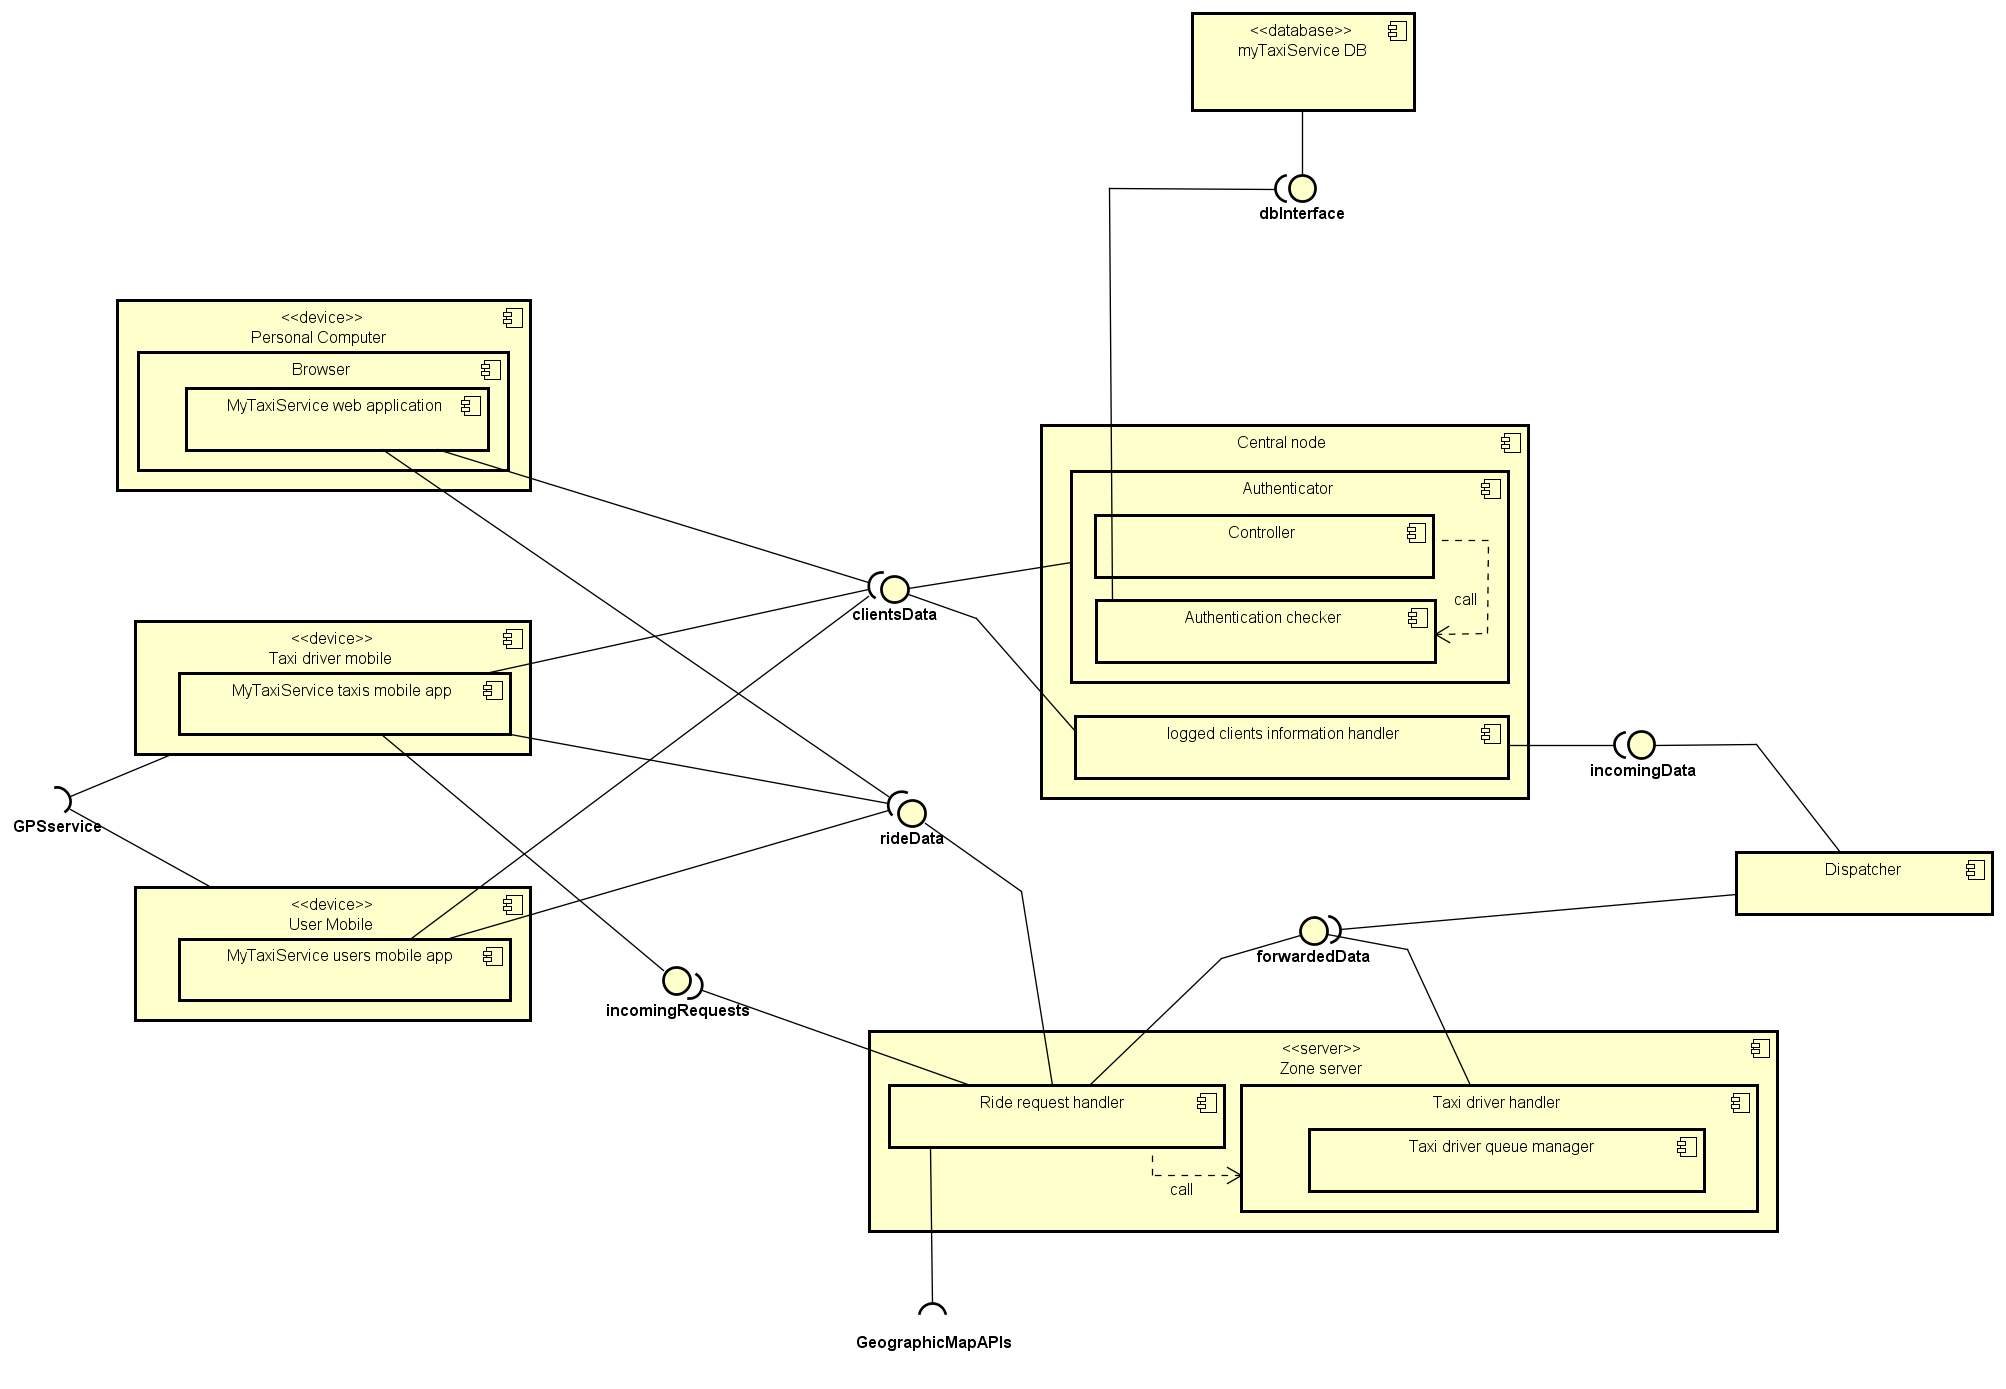 <<database>>
myTaxiService DB
dbInterface
<<device>>
Personal Computer
Browser
MyTaxiService web application
Central node
Authenticator
Controller
call
Authentication checker
clientsData
<<device>>
Taxi driver mobile
MyTaxiService taxis mobile app
logged clients information handler
incomingData
GPSservice
rideData
Dispatcher
<<device>>
User Mobile
MyTaxiService users mobile app
forwardedData
incomingRequests
<<server>>
Zone server
Ride request handler
Taxi driver handler
Taxi driver queue manager
call
GeographicMapAPIs